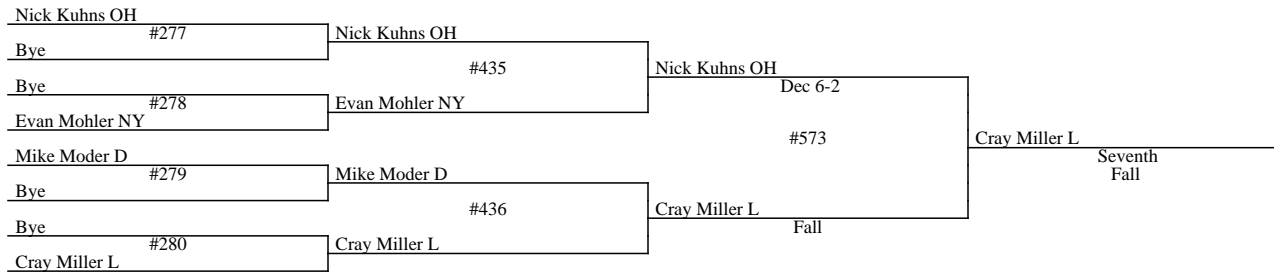 Nick Kuhns OH
#277
Nick Kuhns OH
Bye
#435
Nick Kuhns OH
Bye
Dec 6-2
#278
Evan Mohler NY
Evan Mohler NY
#573
Cray Miller L
Mike Moder D
Seventh
#279
Mike Moder D
Fall
Bye
#436
Cray Miller L
Bye
Fall
#280
Cray Miller L
Cray Miller L